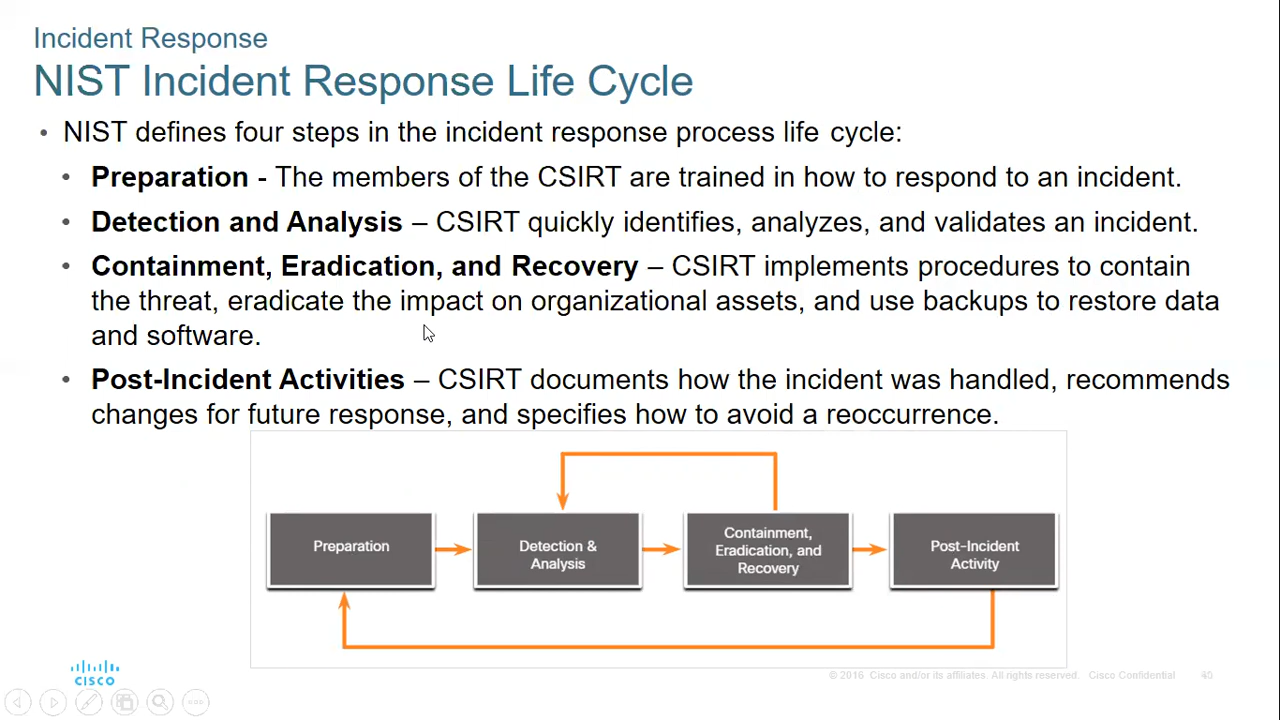 Incident Response
NIST Incident Response Life Cycle
• NIST defines four steps in the incident response process life cycle:
• Preparation - The members of the CSIRT are trained in how to respond to an incident.
• Detection and Analysis – CSIRT quickly identifies, analyzes, and validates an incident.
• Containment, Eradication, and Recovery – CSIRT implements procedures to contain
the threat, eradicate the impact on organizational assets, and use backups to restore data
and software.
• Post-Incident Activities – CSIRT documents how the incident was handled, recommends
changes for future response, and specifies how to avoid a reoccurrence.
Preparation
Detection &
Analysis
Containment,
Eradication, and
Recovery
Post-Incident
Activity
CISCO
© 2016 Cisco and/or its affiliates. All rights reserved. Cisco Confidential 45